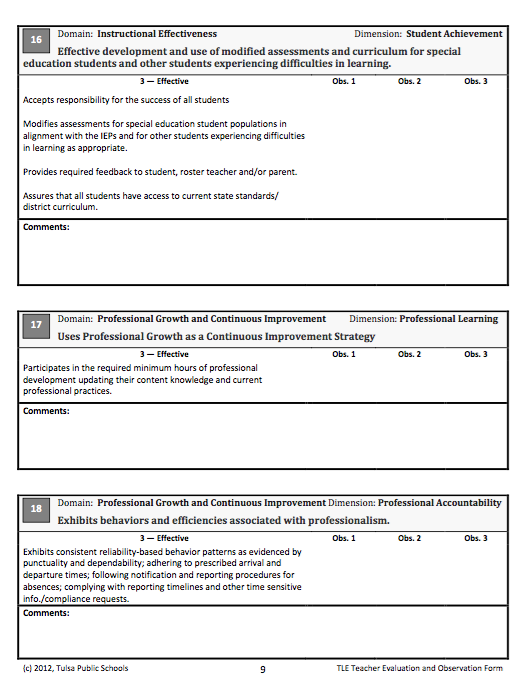 16
Domain: Instructional Effectiveness Dimension: Student Achievement
Effective development and use of modified assessments and curriculum for special
education students and other students experiencing difficulties in learning.
3 — Effective Obs. 1 Obs. 2 Obs. 3
Accepts responsibility for the success of all students
Modifies assessments for special education student populations in
alignment with the IEPs and for other students experiencing difficulties
in learning as appropriate.
Provides required feedback to student, roster teacher and/or parent.
Assures that all students have access to current state standards/
district curriculum.
Comments:
17
Domain: Professional Growth and Continuous Improvement Dimension: Professional Learning
Uses Professional Growth as a Continuous Improvement Strategy
3 — Effective Obs. 1 Obs. 2 Obs. 3
Participates in the required minimum hours of professional
development updating their content knowledge and current
professional practices.
Comments:
18
Domain: Professional Growth and Continuous Improvement Dimension: Professional Accountability
Exhibits behaviors and efficiencies associated with professionalism.
3 — Effective Obs. 1 Obs. 2 Obs. 3
Exhibits consistent reliability-based behavior patterns as evidenced by
punctuality and dependability; adhering to prescribed arrival and
departure times; following notification and reporting procedures for
absences; complying with reporting timelines and other time sensitive
info./compliance requests.
Comments:
(c) 2012, Tulsa Public Schools 9 TLE Teacher Evaluation and Observation Form